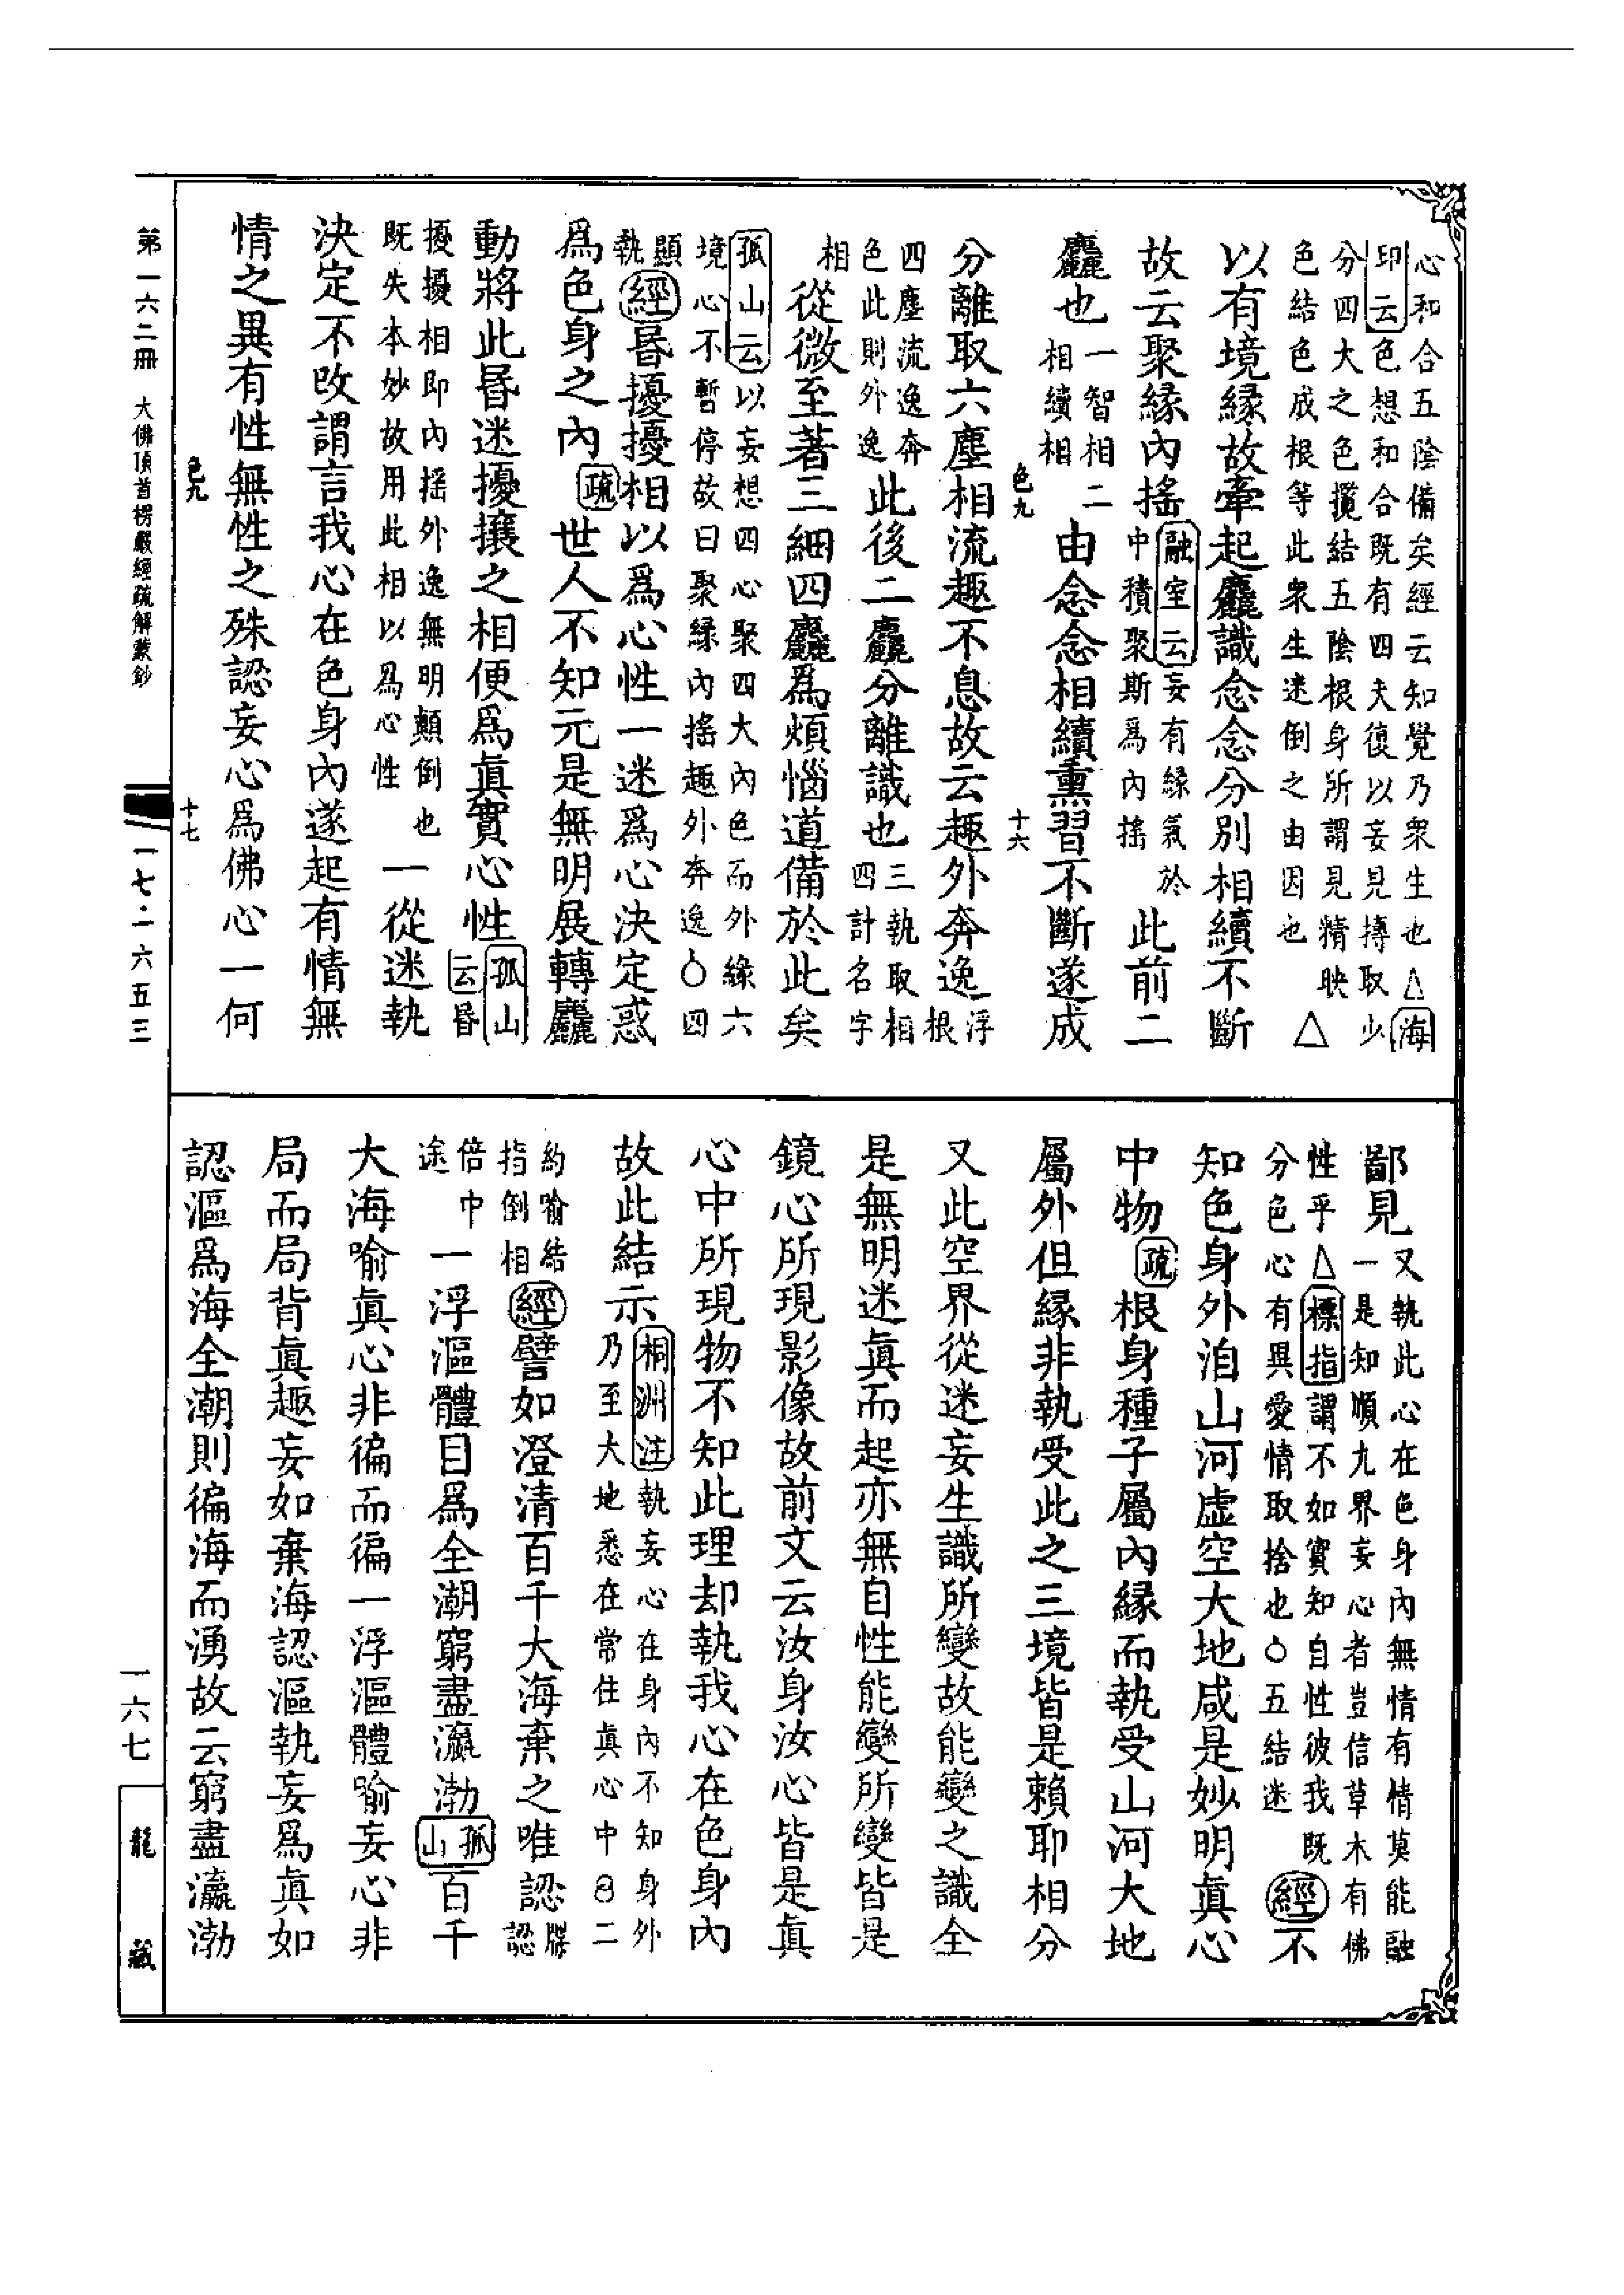 心和合五陰備矣經云知覺乃衆生也△海
印云色想和合既有四夫復以妄見摶取少
分四大之色攬結五陰根身所謂見精映
色結色成根等此衆生迷倒之由因也
△
以有境緣故牽起麤識念念分別相續不斷
故云聚緣內搖
融室云妄有緣氣於
中積聚斯爲內搖
此前二
麤也
一智相二
相續相
由念念相續熏習不斷遂成
色九
十六
分離取六塵相流趣不息故云趣外奔逸
浮
根
四塵流逸奔
色此則外逸
此後二麤分離識也
三執取相
四計名字
相
從微至著三細四麤爲煩惱道備於此矣
孤山云以妄想四心聚四大內色而外緣六
境心不暫停故曰聚緣內搖趣外奔逸○四
顯
執
經昬擾擾相以爲心性一迷爲心決定惑
爲色身之內
疏世人不知元是無明展轉麤
動將此昬迷擾攘之相便爲眞實心性
孤山
云昬
擾擾相即內搖外逸無明顛倒也
既失本妙故用此相以爲心性
一從迷執
決定不改謂言我心在色身內遂起有情無
情之異有性無性之殊認妄心爲佛心一何
色九
十七
第一六二冊
大佛頂首楞嚴經疏解蒙鈔
一七·二六五三
鄙見
又執此心在色身內無情有情莫能融
一是知順九界妄心者豈信草木有佛
性乎△標指謂不如實知自性彼我既
分色心有異愛情取捨也○五結迷
經不
知色身外洎山河虛空大地咸是妙明眞心
中物
疏根身種子屬內緣而執受山河大地
屬外但緣非執受此之三境皆是賴耶相分
又此空界從迷妄生識所變故能變之識全
是無明迷眞而起亦無自性能變所變皆是
鏡心所現影像故前文云汝身汝心皆是眞
心中所現物不知此理却執我心在色身內
故此結示
桐洲注執妄心在身內不知身外
乃至大地悉在常住真心中○二
約喻結
指倒相
經譬如澄清百千大海棄之唯認
牒
認
倍巾
途
一浮漚體目爲全潮窮盡瀛渤
孤
山
百千
大海喻眞心非徧而徧一浮漚體喻妄心非
局而局背眞趣妄如棄海認漚執妄爲眞如
認漚爲海全潮則徧海而湧故云窮盡瀛渤
一六七
龍藏